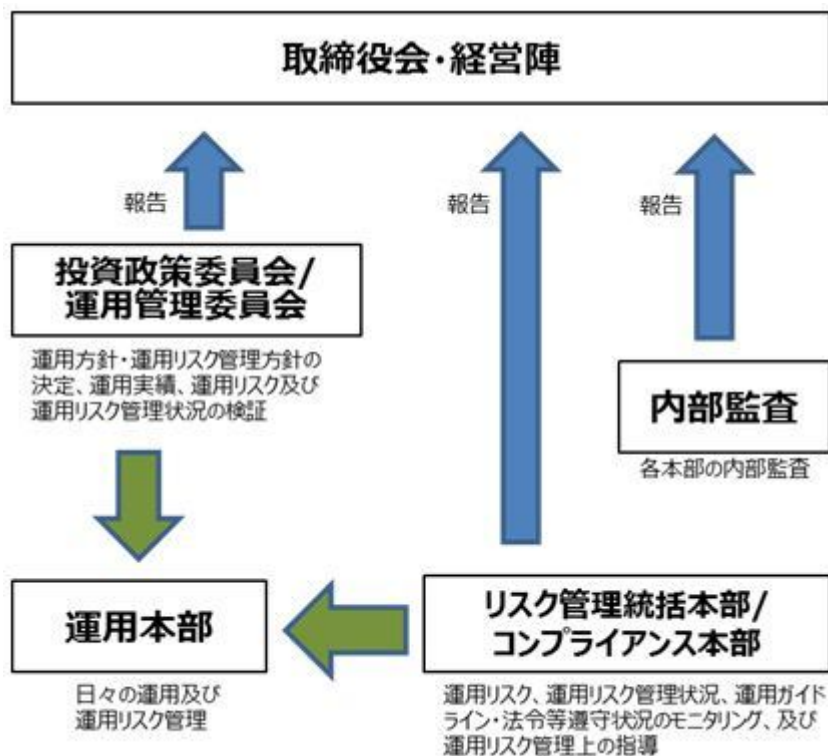 取締役会・経営陣
報告
報告
報告
投資政策委員会/
運用管理委員会
運用方針・運用リスク管理方針の
決定、運用実績、運用リスク及び
運用リスク管理状況の検証
内部監査
各本部の内部監査
運用本部
日々の運用及び
運用リスク管理
リスク管理統括本部/
コンプライアンス本部
運用リスク、運用リスク管理状況、運用ガイド
ライン・法令等遵守状況のモニタリング、及び
運用リスク管理上の指導